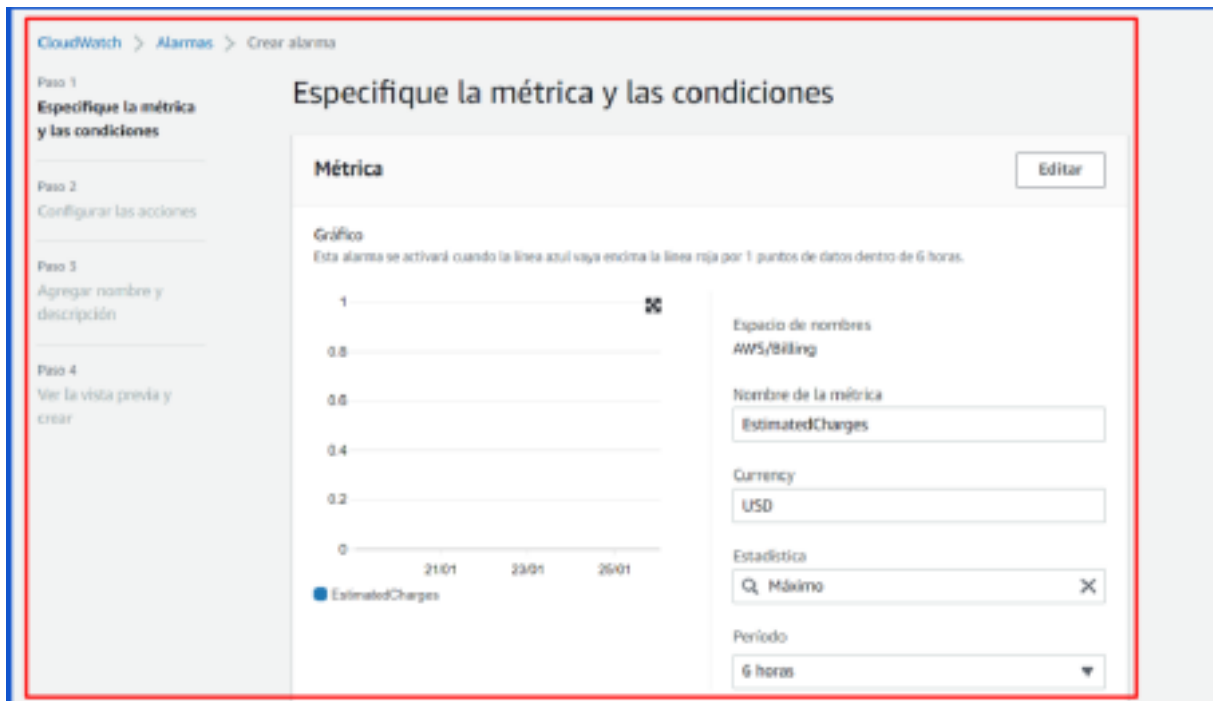 CloudWatch > Alarmas > Crear alarma
Paso 1
Especifique la métrica
y las condiciones
Paso 2
Configurar las acciones
Paso 3
Agregar nombre y
descripción
Paso 4
Ver la vista previa y
crear
Especifique la métrica y las condiciones
Métrica
Editar
Gráfico
Esta alarma se activará cuando la línea azul vaya encima la línea roja por 1 puntos de datos dentro de 6 horas.
1
0.8
0.6
0.4
0.2
0
21/01 23/01 25/01
EstimatedCharges
Espacio de nombres
AWS/Billing
Nombre de la métrica
EstimatedCharges
Currency
USD
Estadística
Máximo
Período
6 horas